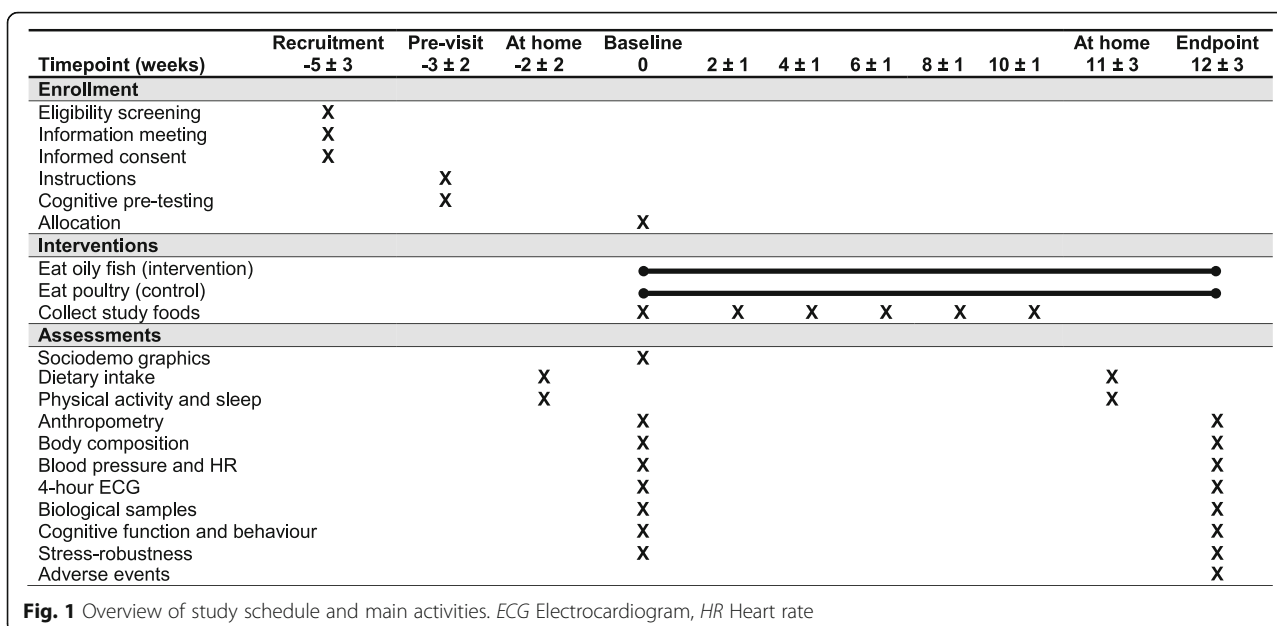 Recruitment Pre-visit At home Baseline At home Endpoint
Timepoint (weeks) -5 ± 3 -3 ± 2 -2 ± 2 0 2 ± 1 4 ± 1 6 ± 1 8 ± 1 10 ± 1 11 ± 3 12 ± 3
Enrollment
Eligibility screening X
Information meeting X
Informed consent X
Instructions X
Cognitive pre-testing X
Allocation X
Interventions
Eat oily fish (intervention)
Eat poultry (control)
Collect study foods X X X X X X
Assessments
Sociodemo graphics X
Dietary intake X X
Physical activity and sleep X X
Anthropometry X X
Body composition X X
Blood pressure and HR X X
4-hour ECG X X
Biological samples X X
Cognitive function and behaviour X X
Stress-robustness X X
Adverse events X
Fig. 1 Overview of study schedule and main activities. ECG Electrocardiogram, HR Heart rate